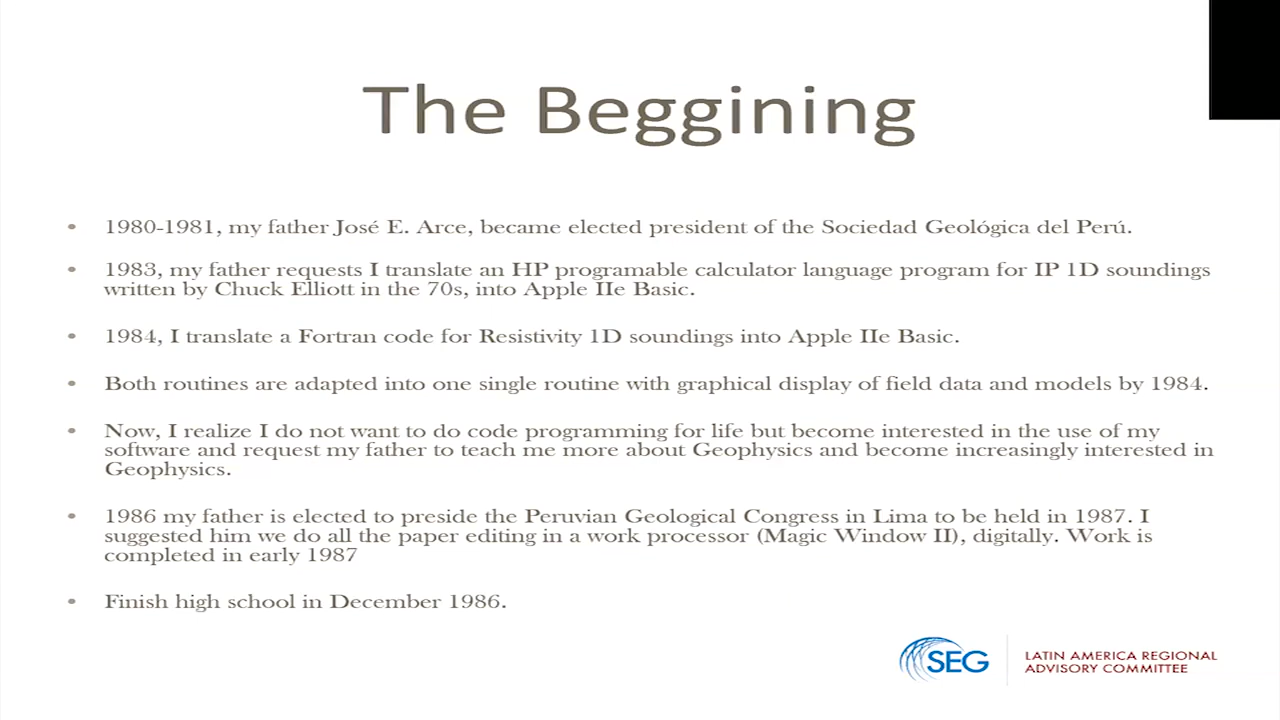 The Beggining
• 1980-1981, my father José E. Arce, became elected president of the Sociedad Geológica del Perú.
• 1983, my father requests I translate an HP programable calculator language program for IP 1D soundings
written by Chuck Elliott in the 70s, into Apple IIe Basic.
• 1984, I translate a Fortran code for Resistivity 1D soundings into Apple IIe Basic.
• Both routines are adapted into one single routine with graphical display of field data and models by 1984.
• Now, I realize I do not want to do code programming for life but become interested in the use of my
software and request my father to teach me more about Geophysics and become increasingly interested in
Geophysics.
• 1986 my father is elected to preside the Peruvian Geological Congress in Lima to be held in 1987. I
suggested him we do all the paper editing in a work processor (Magic Window II), digitally. Work is
completed in early 1987
• Finish high school in December 1986.
SEG
LATIN AMERICA REGIONAL
ADVISORY COMMITTEE